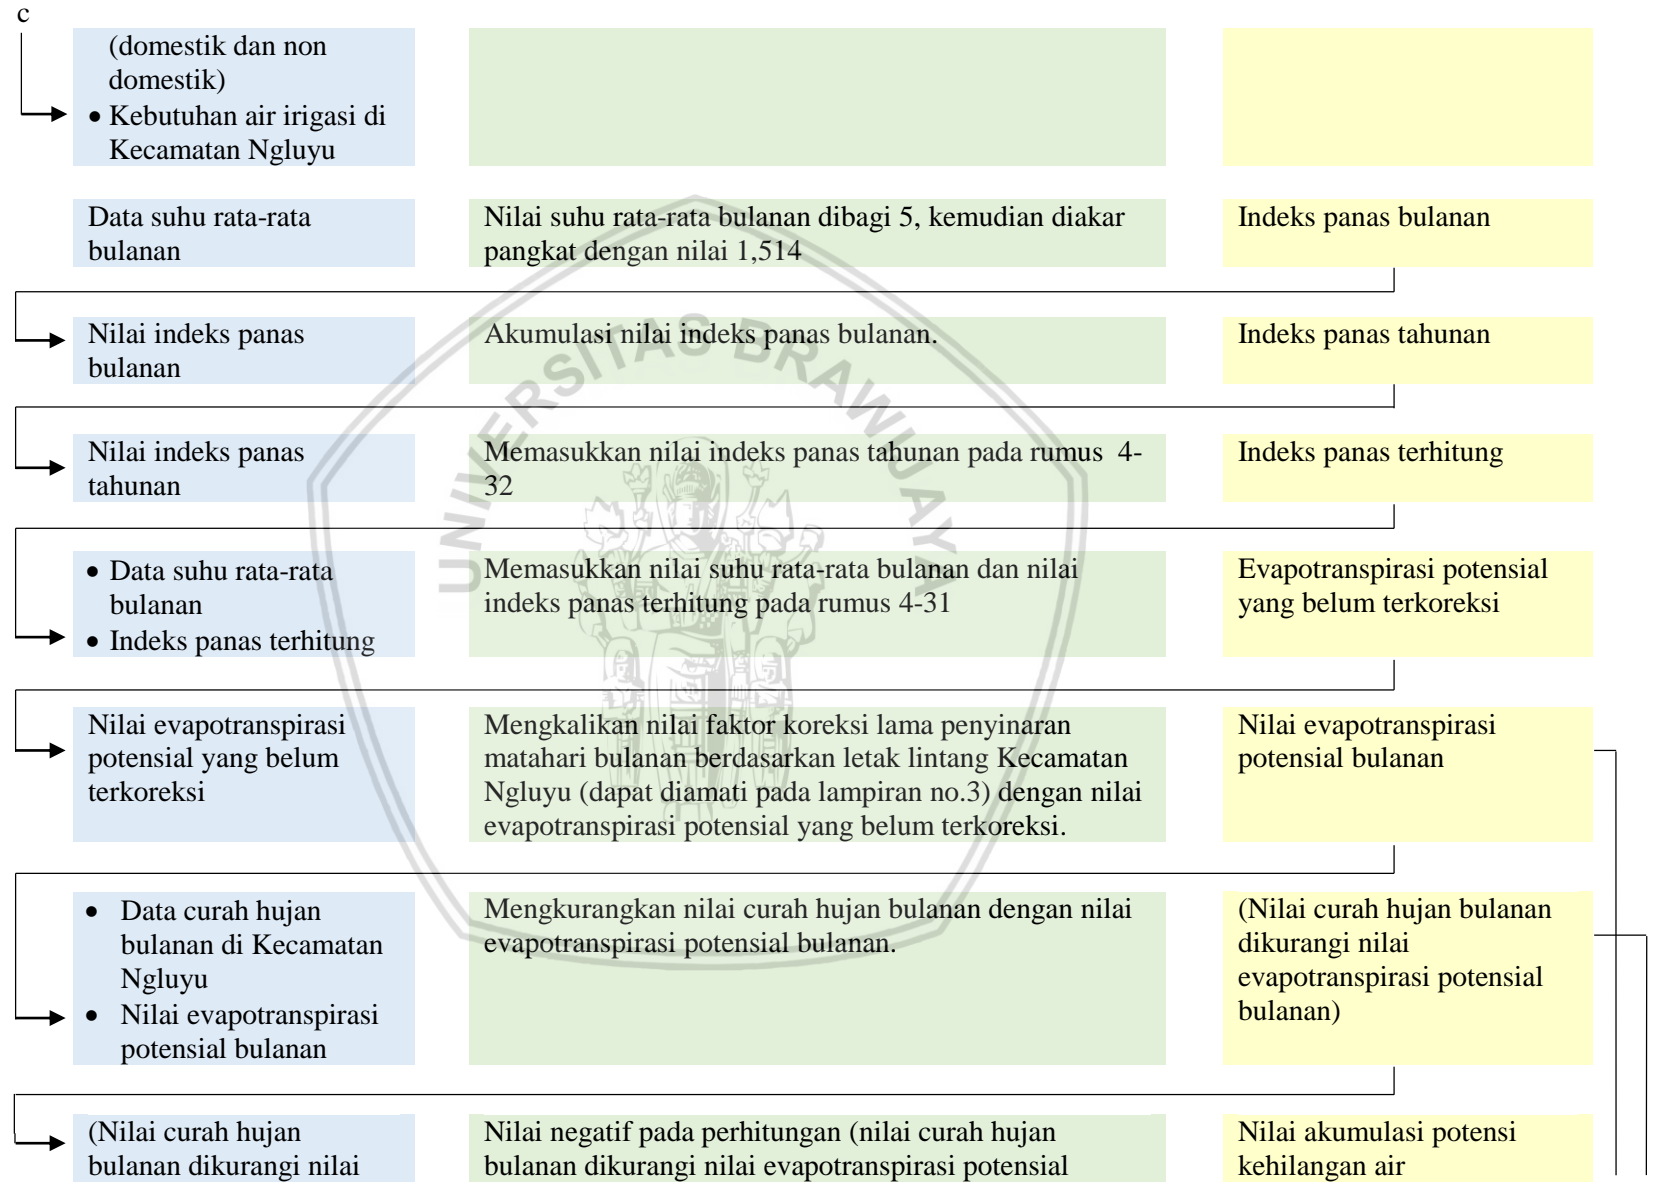 c
(domestik dan non
domestik)
• Kebutuhan air irigasi di
Kecamatan Ngluyu
Data suhu rata-rata
bulanan
Nilai suhu rata-rata bulanan dibagi 5, kemudian diakar
pangkat dengan nilai 1,514
Indeks panas bulanan
Nilai indeks panas
bulanan
Akumulasi nilai indeks panas bulanan.
Indeks panas tahunan
Nilai indeks panas
tahunan
Memasukkan nilai indeks panas tahunan pada rumus 4-
32
Indeks panas terhitung
• Data suhu rata-rata
bulanan
• Indeks panas terhitung
Memasukkan nilai suhu rata-rata bulanan dan nilai
indeks panas terhitung pada rumus 4-31
Evapotranspirasi potensial
yang belum terkoreksi
Nilai evapotranspirasi
potensial yang belum
terkoreksi
Mengkalikan nilai faktor koreksi lama penyinaran
matahari bulanan berdasarkan letak lintang Kecamatan
Ngluyu (dapat diamati pada lampiran no.3) dengan nilai
evapotranspirasi potensial yang belum terkoreksi.
Nilai evapotranspirasi
potensial bulanan
• Data curah hujan
bulanan di Kecamatan
Ngluyu
• Nilai evapotranspirasi
potensial bulanan
Mengkurangkan nilai curah hujan bulanan dengan nilai
evapotranspirasi potensial bulanan.
(Nilai curah hujan bulanan
dikurangi nilai
evapotranspirasi potensial
bulanan)
(Nilai curah hujan
bulanan dikurangi nilai
Nilai negatif pada perhitungan (nilai curah hujan
bulanan dikurangi nilai evapotranspirasi potensial
Nilai akumulasi potensi
kehilangan air
UNIVERSITAS BRAWIJAYA